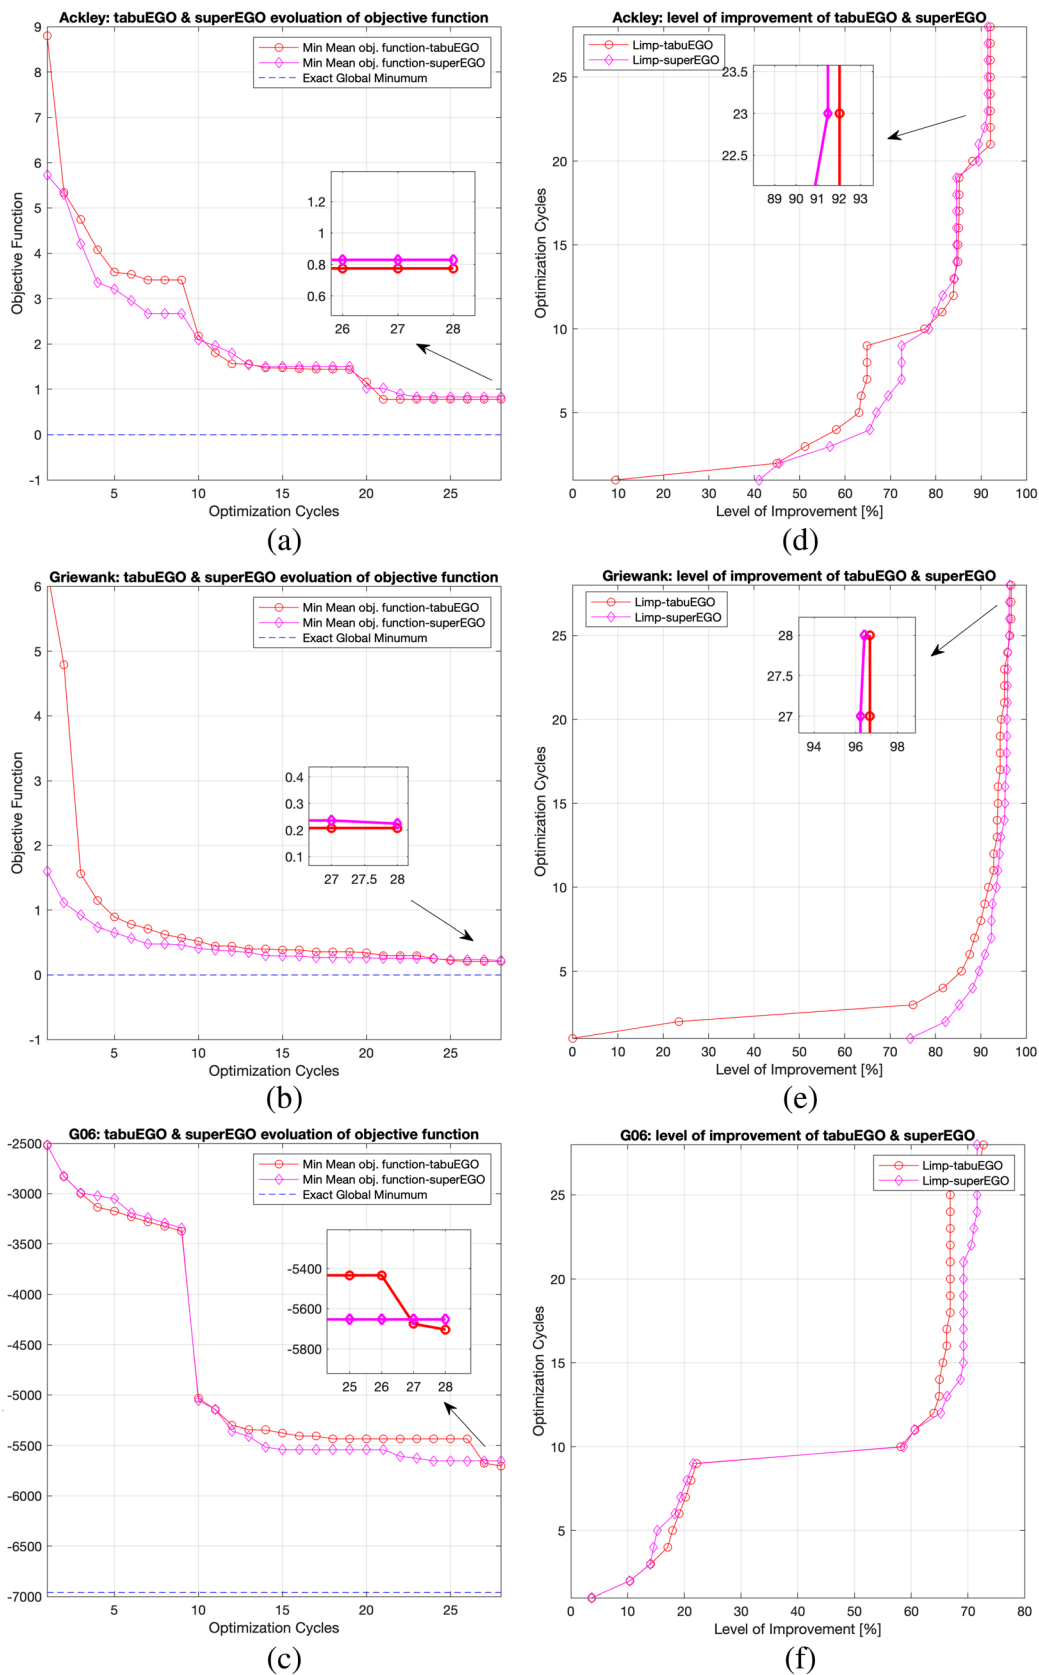 Ackley: tabuEGO & superEGO evoluation of objective function
Min Mean obj. function-tabuEGO
Min Mean obj. function-superEGO
Exact Global Minumum
9
8
7
6
5
4
3
2
1
0
-1
Objective Function
1.2
1
0.8
0.6
26 27 28
5 10 15 20 25
Optimization Cycles
(a)
Ackley: level of improvement of tabuEGO & superEGO
Limp-tabuEGO
Limp-superEGO
25
20
15
10
5
Optimization Cycles
23.5
23
22.5
89 90 91 92 93
0 10 20 30 40 50 60 70 80 90 100
Level of Improvement [%]
(d)
Griewank: tabuEGO & superEGO evoluation of objective function
Min Mean obj. function-tabuEGO
Min Mean obj. function-superEGO
Exact Global Minumum
6
5
4
3
2
1
0
-1
Objective Function
0.4
0.3
0.2
0.1
27 27.5 28
5 10 15 20 25
Optimization Cycles
(b)
Griewank: level of improvement of tabuEGO & superEGO
Limp-tabuEGO
Limp-superEGO
25
20
15
10
5
Optimization Cycles
28
27.5
27
94 96 98
0 10 20 30 40 50 60 70 80 90 100
Level of Improvement [%]
(e)
G06: tabuEGO & superEGO evoluation of objective function
Min Mean obj. function-tabuEGO
Min Mean obj. function-superEGO
Exact Global Minumum
-2500
-3000
-3500
-4000
-4500
-5000
-5500
-6000
-6500
-7000
Objective Function
-5400
-5600
-5800
25 26 27 28
5 10 15 20 25
Optimization Cycles
(c)
G06: level of improvement of tabuEGO & superEGO
Limp-tabuEGO
Limp-superEGO
25
20
15
10
5
Optimization Cycles
0 10 20 30 40 50 60 70 80
Level of Improvement [%]
(f)